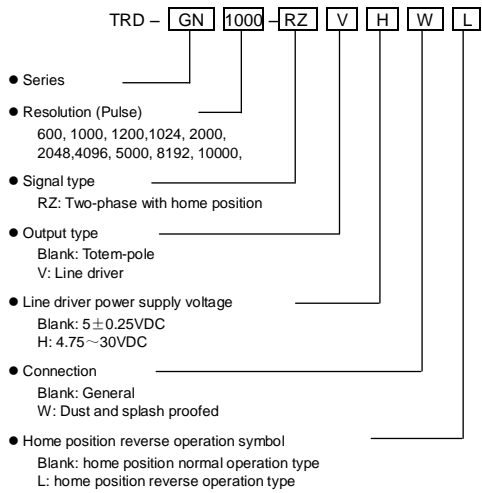 TRD – GN 1000 – RZ V H W L
● Series
● Resolution (Pulse)
600, 1000, 1200,1024, 2000,
2048,4096, 5000, 8192, 10000,
● Signal type
RZ: Two-phase with home position
● Output type
Blank: Totem-pole
V: Line driver
● Line driver power supply voltage
Blank: 5±0.25VDC
H: 4.75～30VDC
● Connection
Blank: General
W: Dust and splash proofed
● Home position reverse operation symbol
Blank: home position normal operation type
L: home position reverse operation type